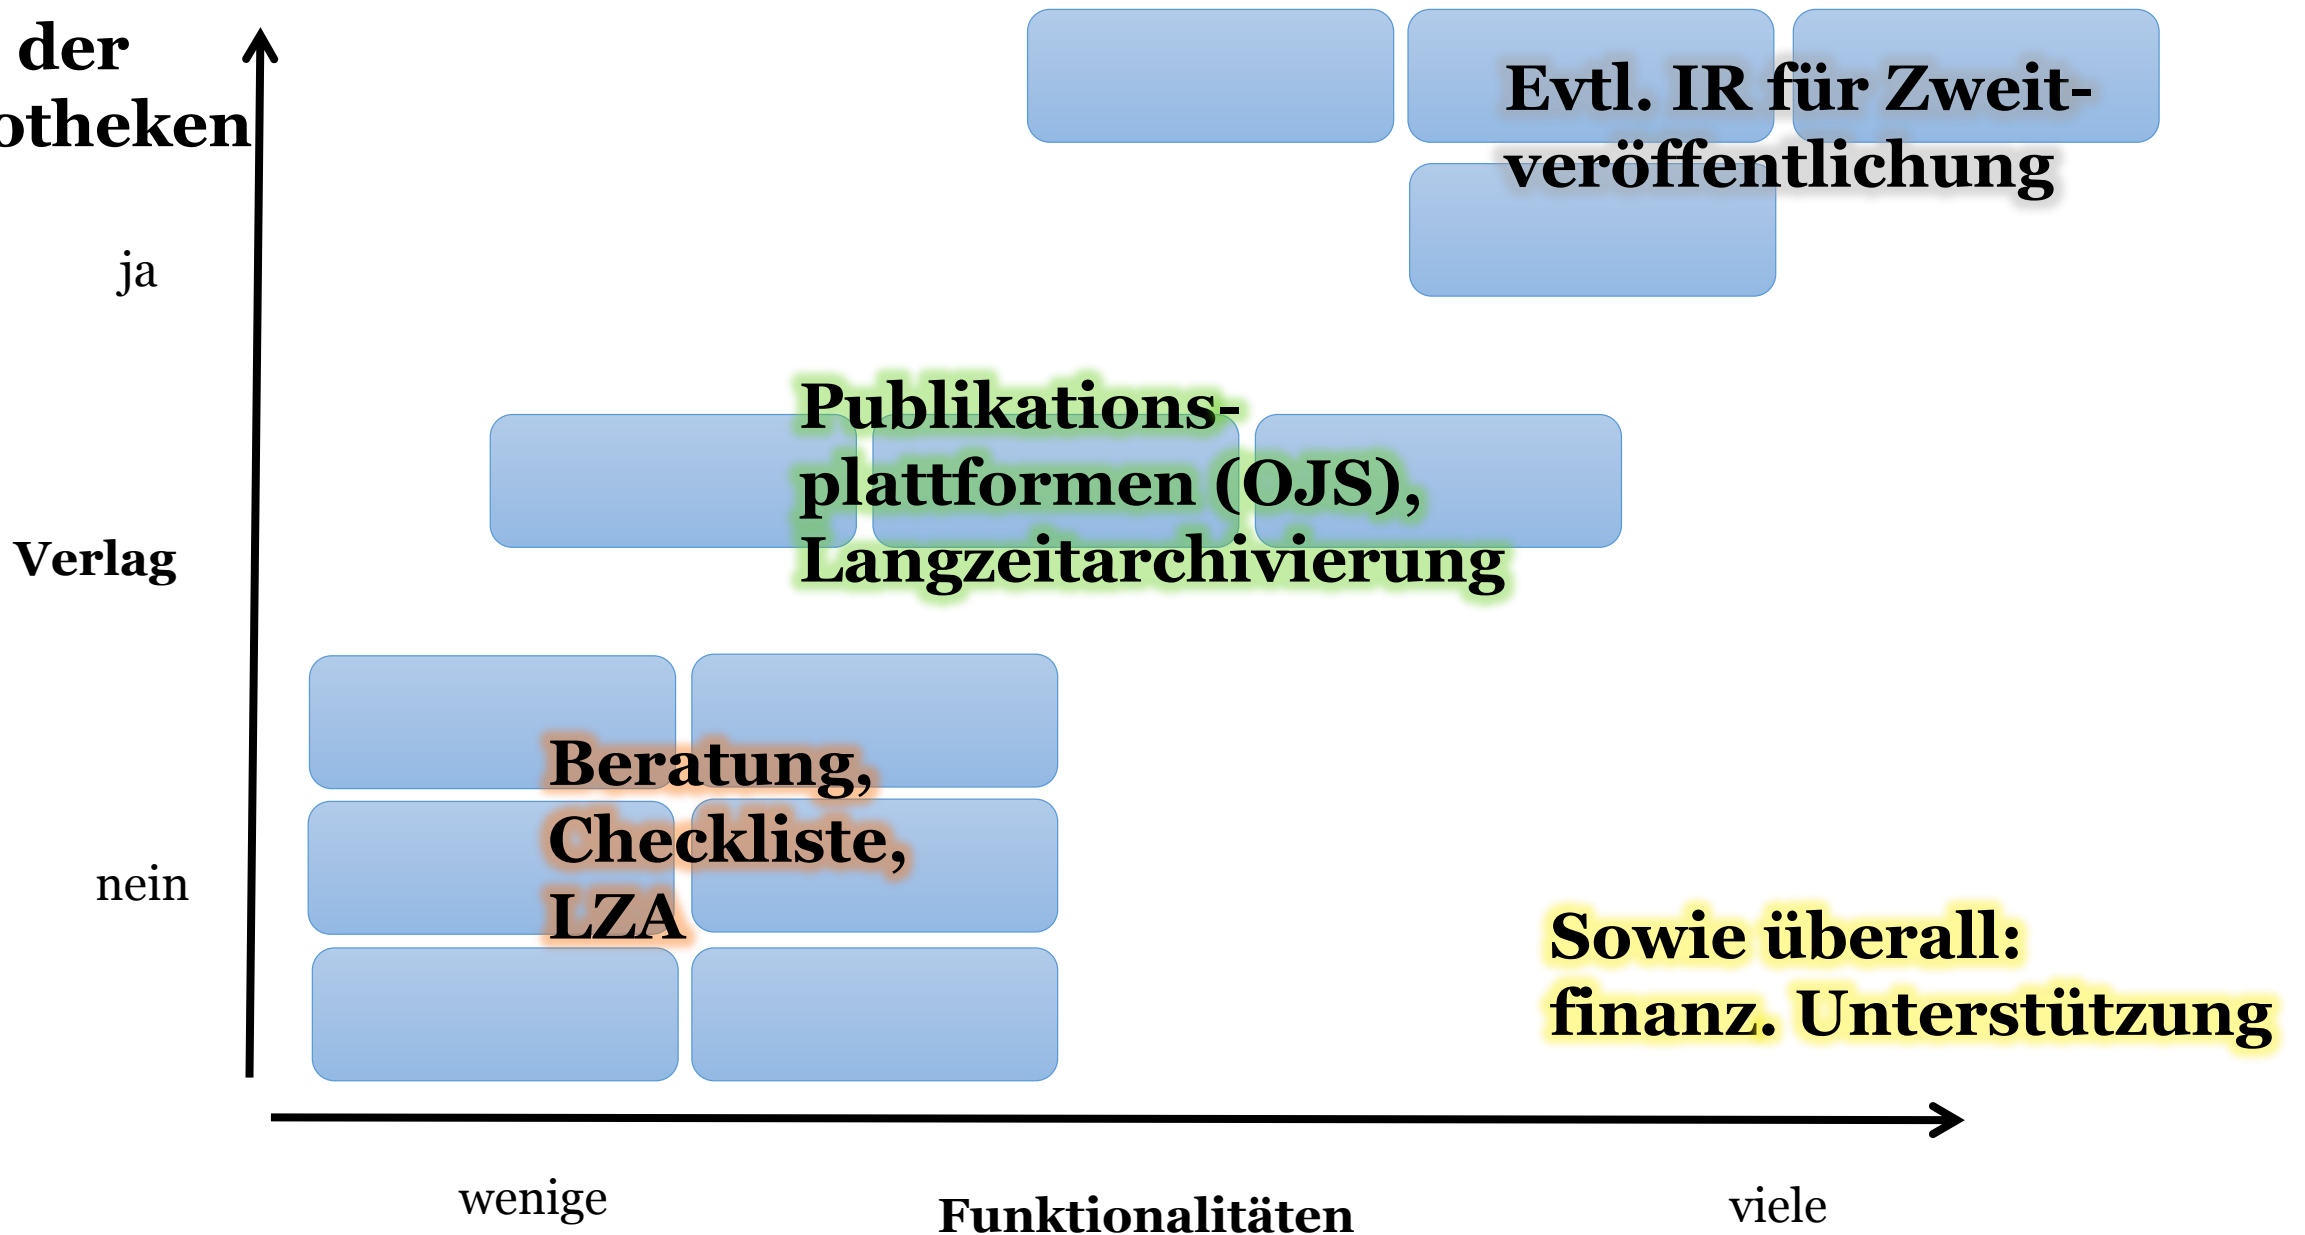 der
otheken
Evtl. IR für Zweit-
veröffentlichung
ja
Publikations-
plattformen (OJS),
Langzeitarchivierung
Verlag
Beratung,
Checkliste,
LZA
nein
Sowie überall:
finanz. Unterstützung
wenige
Funktionalitäten
viele